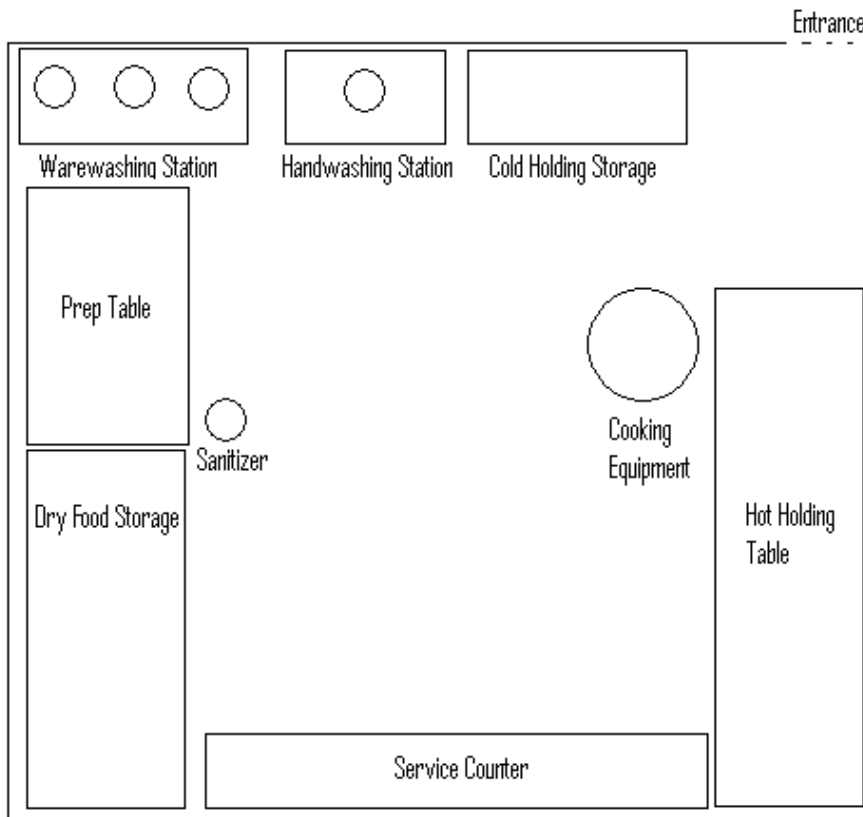 Entrance
Warewashing Station
Handwashing Station
Cold Holding Storage
Prep Table
Sanitizer
Cooking
Equipment
Dry Food Storage
Hot Holding
Table
Service Counter